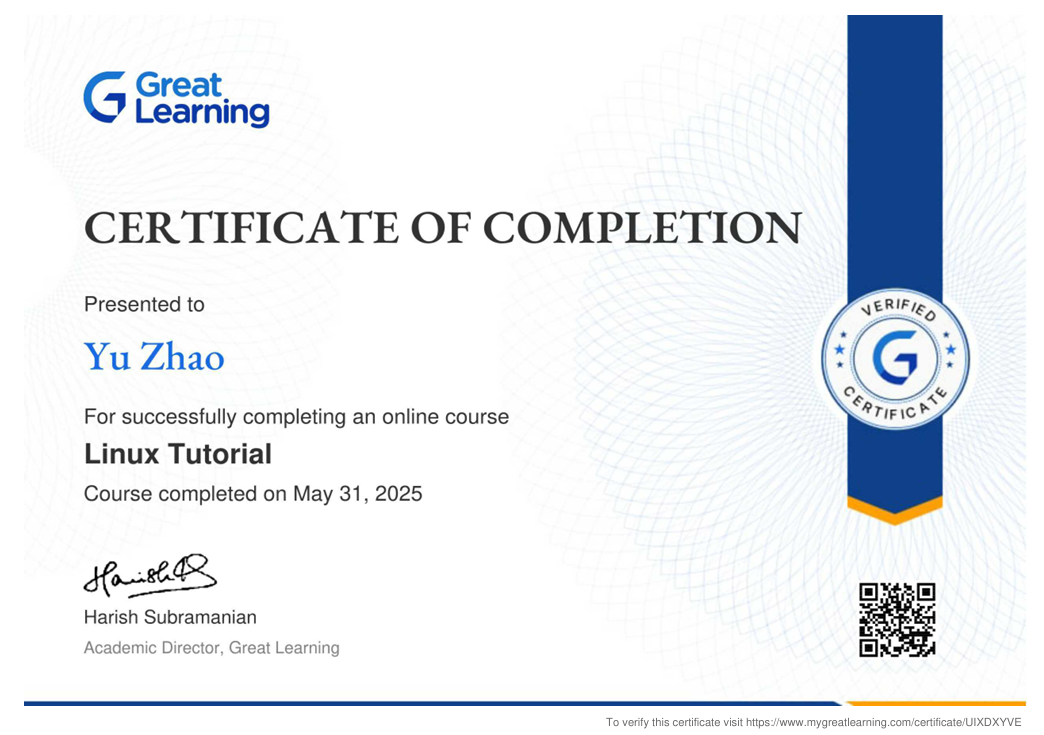 Great
Learning
CERTIFICATE OF COMPLETION
Presented to
Yu Zhao
For successfully completing an online course
Linux Tutorial
Course completed on May 31, 2025
VERIFIED
CERTIFICATE
Harish Subramanian
Academic Director, Great Learning
To verify this certificate visit https://www.mygreatlearning.com/certificate/UIXDXYVE